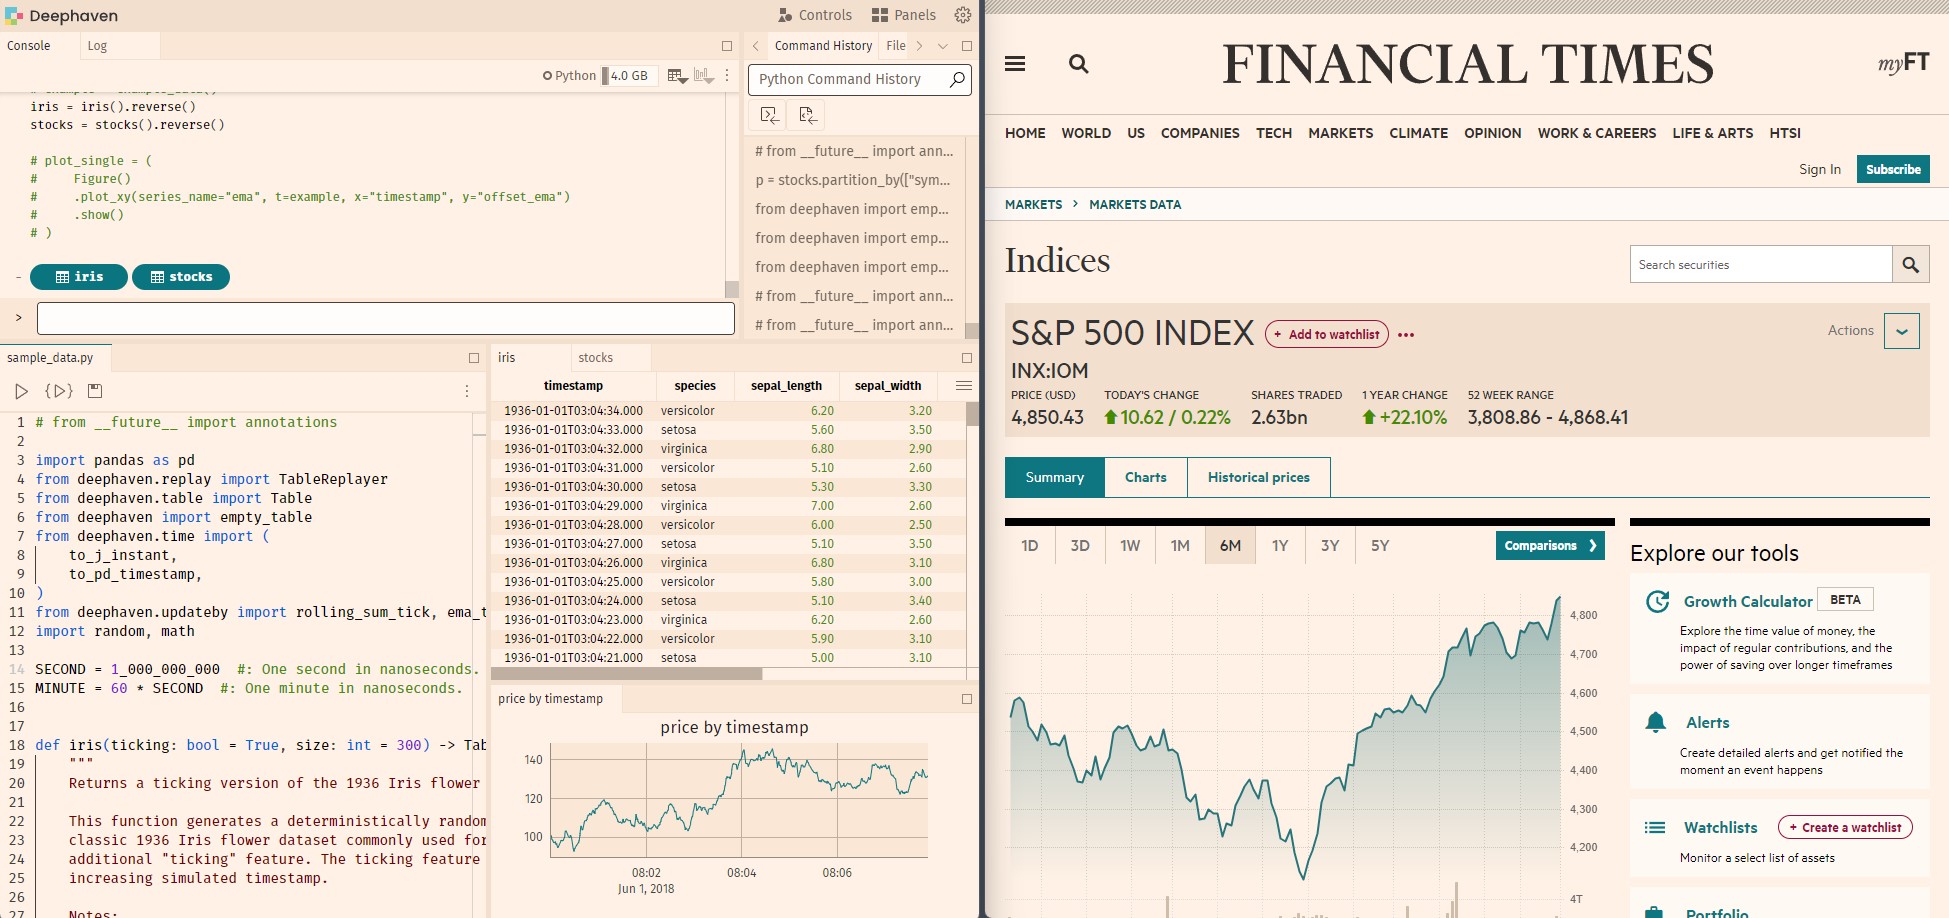 Deephaven
Controls
Panels
Console
Log
Python
4.0 GB
iris = iris().reverse()
stocks = stocks().reverse()
# plot_single = (
#     Figure()
#     .plot_xy(series_name="ema", t=example, x="timestamp", y="offset_ema")
#     .show()
# )
- iris stocks
>
Command History
File
Python Command History
# from __future__ import ann...
p = stocks.partition_by(["sym...
from deephaven import emp...
from deephaven import emp...
from deephaven import emp...
# from __future__ import ann...
# from __future__ import ann...
sample_data.py
1 # from __future__ import annotations
2
3 import pandas as pd
4 from deephaven.replay import TableReplayer
5 from deephaven.table import Table
6 from deephaven import empty_table
7 from deephaven.time import (
8     to_j_instant,
9     to_pd_timestamp,
10 )
11 from deephaven.updateby import rolling_sum_tick, ema_t
12 import random, math
13
14 SECOND = 1_000_000_000  #: One second in nanoseconds.
15 MINUTE = 60 * SECOND  #: One minute in nanoseconds.
16
17
18 def iris(ticking: bool = True, size: int = 300) -> Tab
19     """
20     Returns a ticking version of the 1936 Iris flower
21
22     This function generates a deterministically random
23     classic 1936 Iris flower dataset commonly used for
24     additional "ticking" feature. The ticking feature
25     increasing simulated timestamp.
26
27     Notes:
iris
stocks
timestamp species sepal_length sepal_width
1936-01-01T03:04:34.000 versicolor 6.20 3.20
1936-01-01T03:04:33.000 setosa 5.60 3.50
1936-01-01T03:04:32.000 virginica 6.80 2.90
1936-01-01T03:04:31.000 versicolor 5.10 2.60
1936-01-01T03:04:30.000 setosa 5.30 3.30
1936-01-01T03:04:29.000 virginica 7.00 2.60
1936-01-01T03:04:28.000 versicolor 6.00 2.50
1936-01-01T03:04:27.000 setosa 5.10 3.50
1936-01-01T03:04:26.000 virginica 6.80 3.10
1936-01-01T03:04:25.000 versicolor 5.80 3.00
1936-01-01T03:04:24.000 setosa 5.10 3.40
1936-01-01T03:04:23.000 virginica 6.20 2.60
1936-01-01T03:04:22.000 versicolor 5.90 3.10
1936-01-01T03:04:21.000 setosa 5.00 3.10
price by timestamp
price by timestamp
140
120
100
08:02 08:04 08:06
Jun 1, 2018
FINANCIAL TIMES
myFT
HOME WORLD US COMPANIES TECH MARKETS CLIMATE OPINION WORK & CAREERS LIFE & ARTS HTSI
Sign In
Subscribe
MARKETS > MARKETS DATA
Indices
Search securities
S&P 500 INDEX
+ Add to watchlist
•••
Actions
INX:IOM
PRICE (USD) TODAY'S CHANGE SHARES TRADED 1 YEAR CHANGE 52 WEEK RANGE
4,850.43 10.62 / 0.22% 2.63bn +22.10% 3,808.86 - 4,868.41
Summary
Charts
Historical prices
1D 3D 1W 1M 6M 1Y 3Y 5Y
Comparisons
4,800
4,700
4,600
4,500
4,400
4,300
4,200
4T
Explore our tools
Growth Calculator BETA
Explore the time value of money, the
impact of regular contributions, and the
power of saving over longer timeframes
Alerts
Create detailed alerts and get notified the
moment an event happens
Watchlists
+ Create a watchlist
Monitor a select list of assets
Portfolio